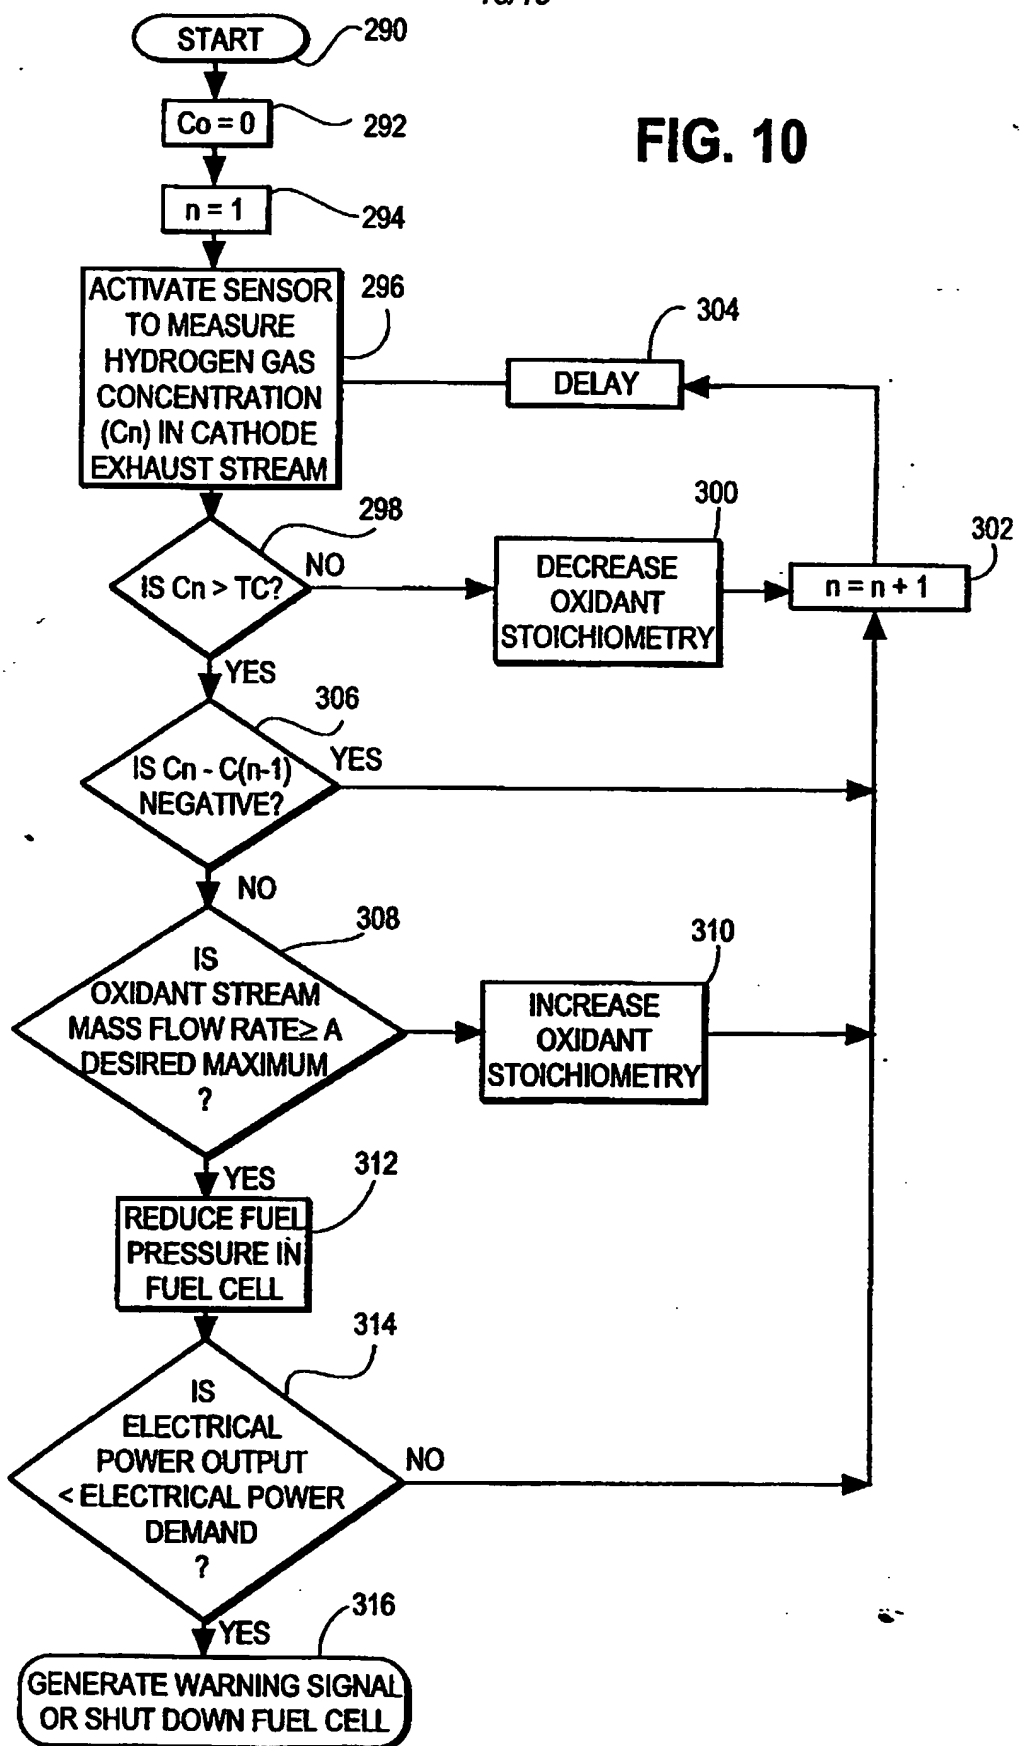 START
290
Co = 0
292
FIG. 10
n = 1
294
ACTIVATE SENSOR
TO MEASURE
HYDROGEN GAS
CONCENTRATION
(Cn) IN CATHODE
EXHAUST STREAM
296
304
DELAY
298
IS Cn > TC?
NO
300
DECREASE
OXIDANT
STOICHIOMETRY
302
n = n + 1
YES
306
IS Cn - C(n-1)
NEGATIVE?
YES
NO
308
IS
OXIDANT STREAM
MASS FLOW RATE≥ A
DESIRED MAXIMUM
?
310
INCREASE
OXIDANT
STOICHIOMETRY
YES
312
REDUCE FUEL
PRESSURE IN
FUEL CELL
314
IS
ELECTRICAL
POWER OUTPUT
< ELECTRICAL POWER
DEMAND
?
NO
YES
316
GENERATE WARNING SIGNAL
OR SHUT DOWN FUEL CELL